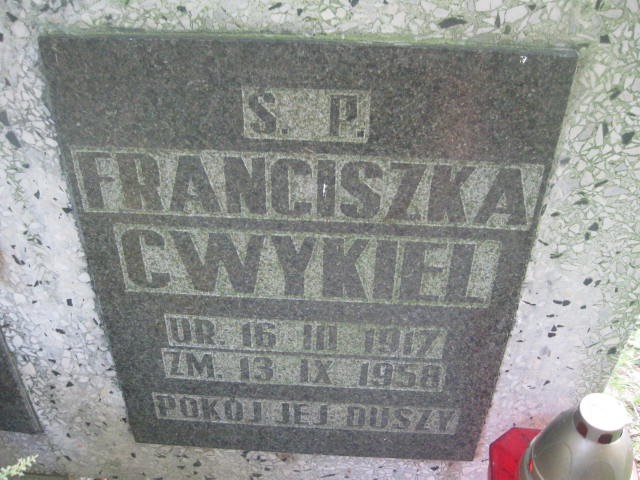 Ś. P.
FRANCISZKA
CWYKIEL
UR. 16 III 1917
ZM. 13 IX 1958
POKÓJ JEJ DUSZY